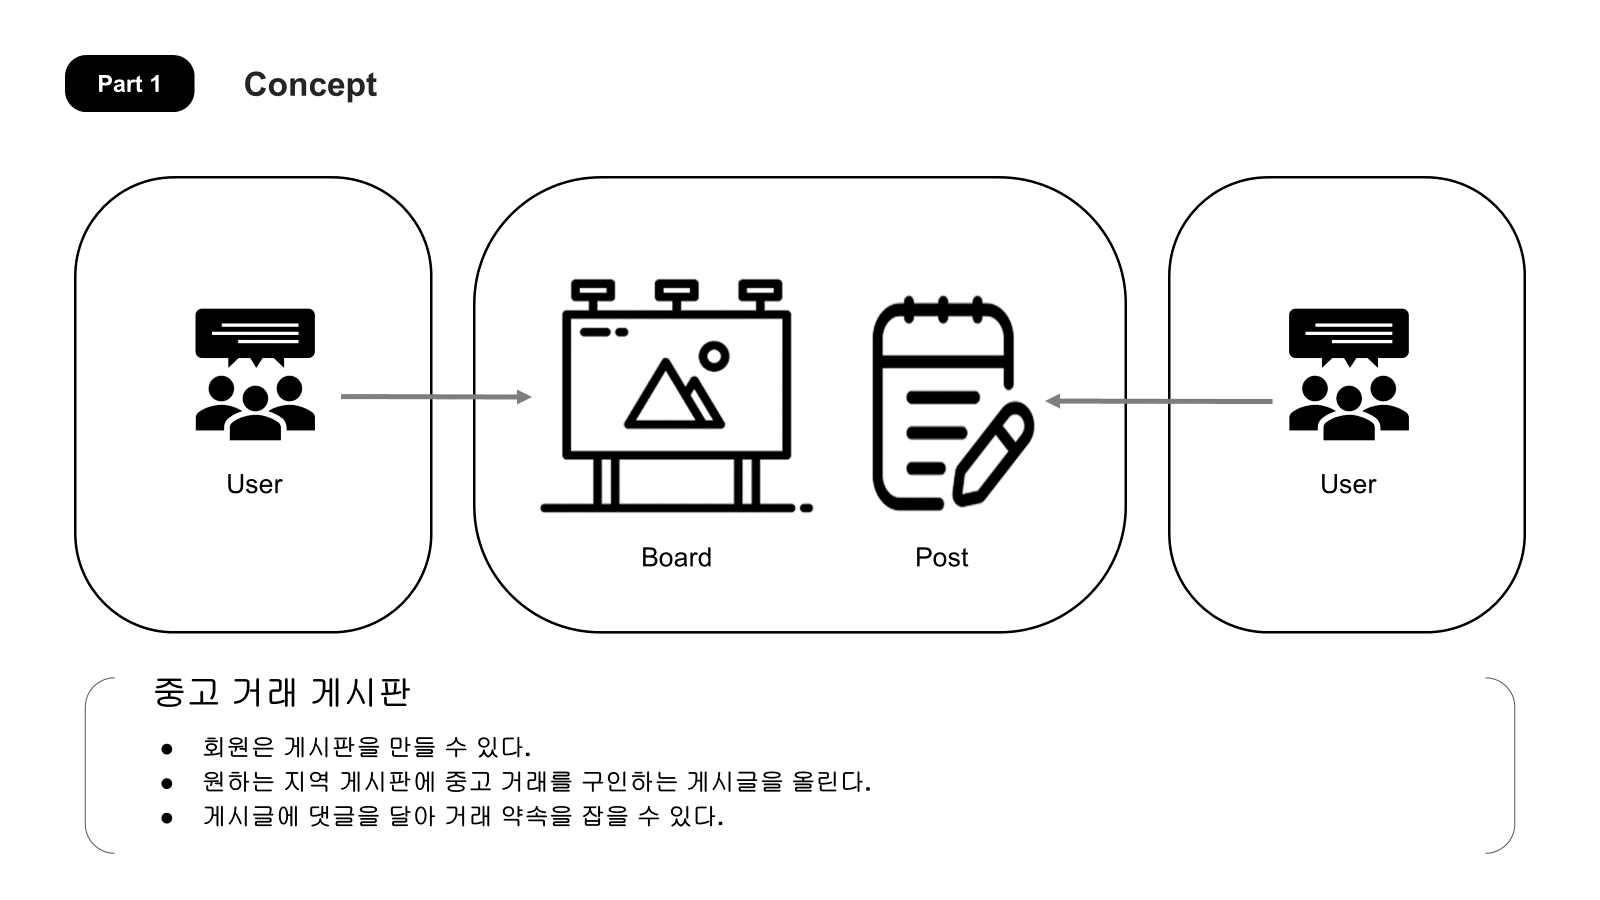 Part 1
Concept
User
Board
Post
User
중고 거래 게시판
● 회원은 게시판을 만들 수 있다.
● 원하는 지역 게시판에 중고 거래를 구인하는 게시글을 올린다.
● 게시글에 댓글을 달아 거래 약속을 잡을 수 있다.